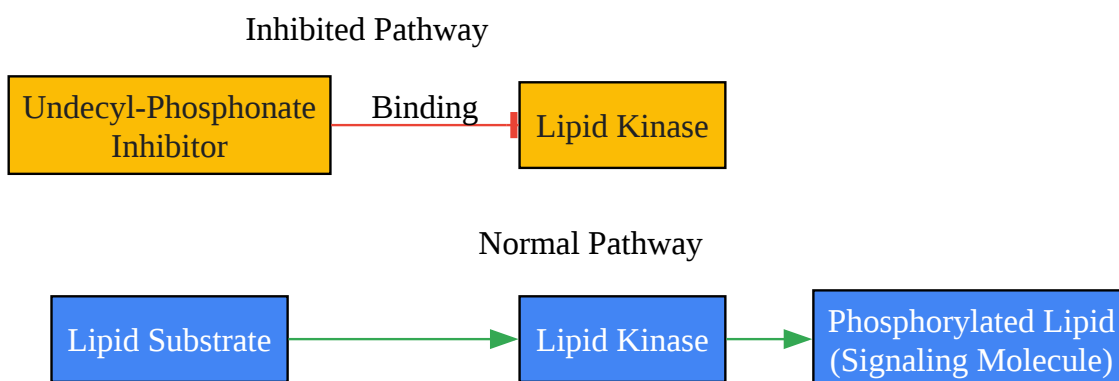 Inhibited Pathway
Undecyl-Phosphonate
Inhibitor
Binding
Lipid Kinase
Normal Pathway
Lipid Substrate
Lipid Kinase
Phosphorylated Lipid
(Signaling Molecule)